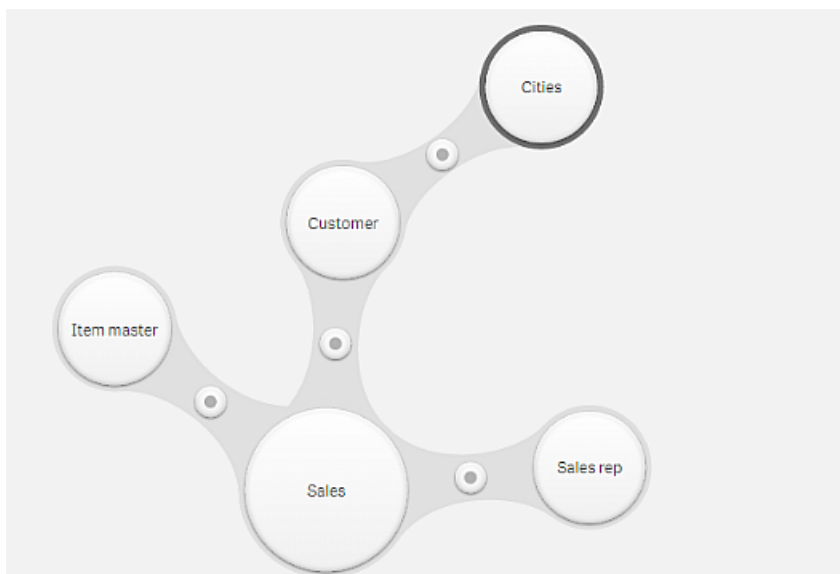 Cities
Customer
Item master
Sales rep
Sales